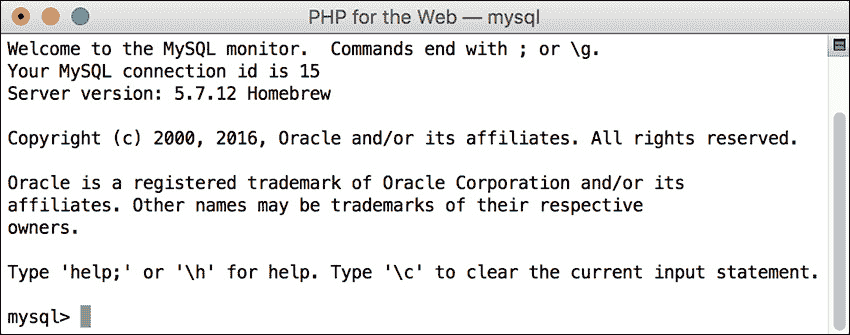 PHP for the Web — mysql
Welcome to the MySQL monitor.  Commands end with ; or \g.
Your MySQL connection id is 15
Server version: 5.7.12 Homebrew
Copyright (c) 2000, 2016, Oracle and/or its affiliates. All rights reserved.
Oracle is a registered trademark of Oracle Corporation and/or its
affiliates. Other names may be trademarks of their respective
owners.
Type 'help;' or '\h' for help. Type '\c' to clear the current input statement.
mysql>